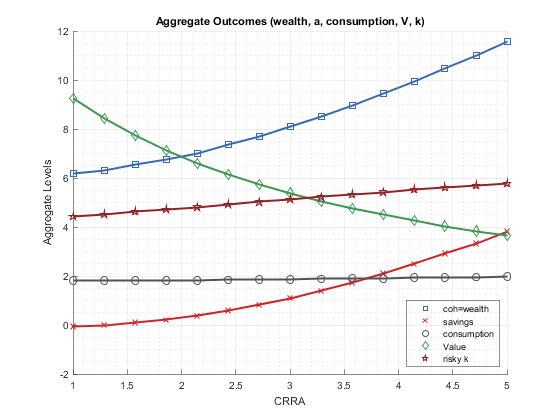 Aggregate Outcomes (wealth, a, consumption, V, k)
12
10
8
6
4
2
0
-2
Aggregate Levels
1
1.5
2
2.5
3
3.5
4
4.5
5
CRRA
coh=wealth
savings
consumption
Value
risky k